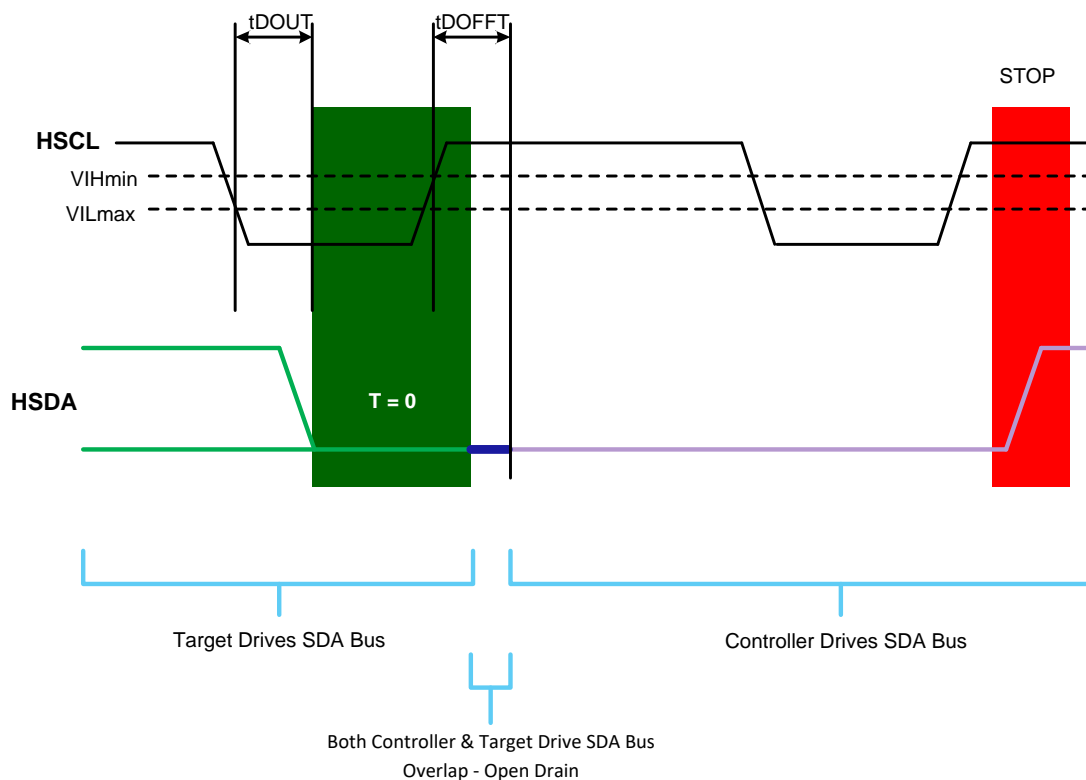 tDOUT
tDOFFT
STOP
HSCL
VIHmin
VILmax
T = 0
HSDA
Target Drives SDA Bus
Controller Drives SDA Bus
Both Controller & Target Drive SDA Bus
Overlap - Open Drain